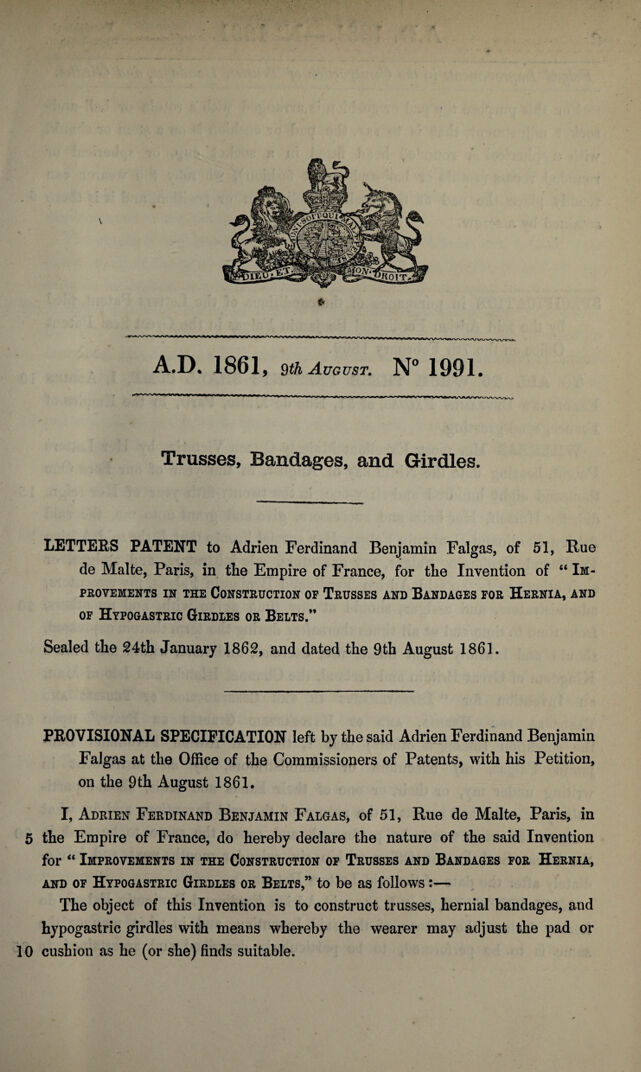 HONI SOIT QUI MAL
DIEU ET MON DROIT
A.D. 1861, 9th August. N° 1991.
Trusses, Bandages, and Girdles.
LETTERS PATENT to Adrien Ferdinand Benjamin Falgas, of 51, Rue
de Malte, Paris, in the Empire of France, for the Invention of “ Im-
provements in the Construction of Trusses and Bandages for Hernia, and
of Hypogastric Girdles or Belts.”
Sealed the 24th January 1862, and dated the 9th August 1861.
PROVISIONAL SPECIFICATION left by the said Adrien Ferdinand Benjamin
Falgas at the Office of the Commissioners of Patents, with his Petition,
on the 9th August 1861.
I, Adrien Ferdinand Benjamin Falgas, of 51, Rue de Malte, Paris, in
5 the Empire of France, do hereby declare the nature of the said Invention
for “ Improvements in the Construction of Trusses and Bandages for Hernia,
and of Hypogastric Girdles or Belts,” to be as follows :—
The object of this Invention is to construct trusses, hernial bandages, and
hypogastric girdles with means whereby the wearer may adjust the pad or
10 cushion as he (or she) finds suitable.